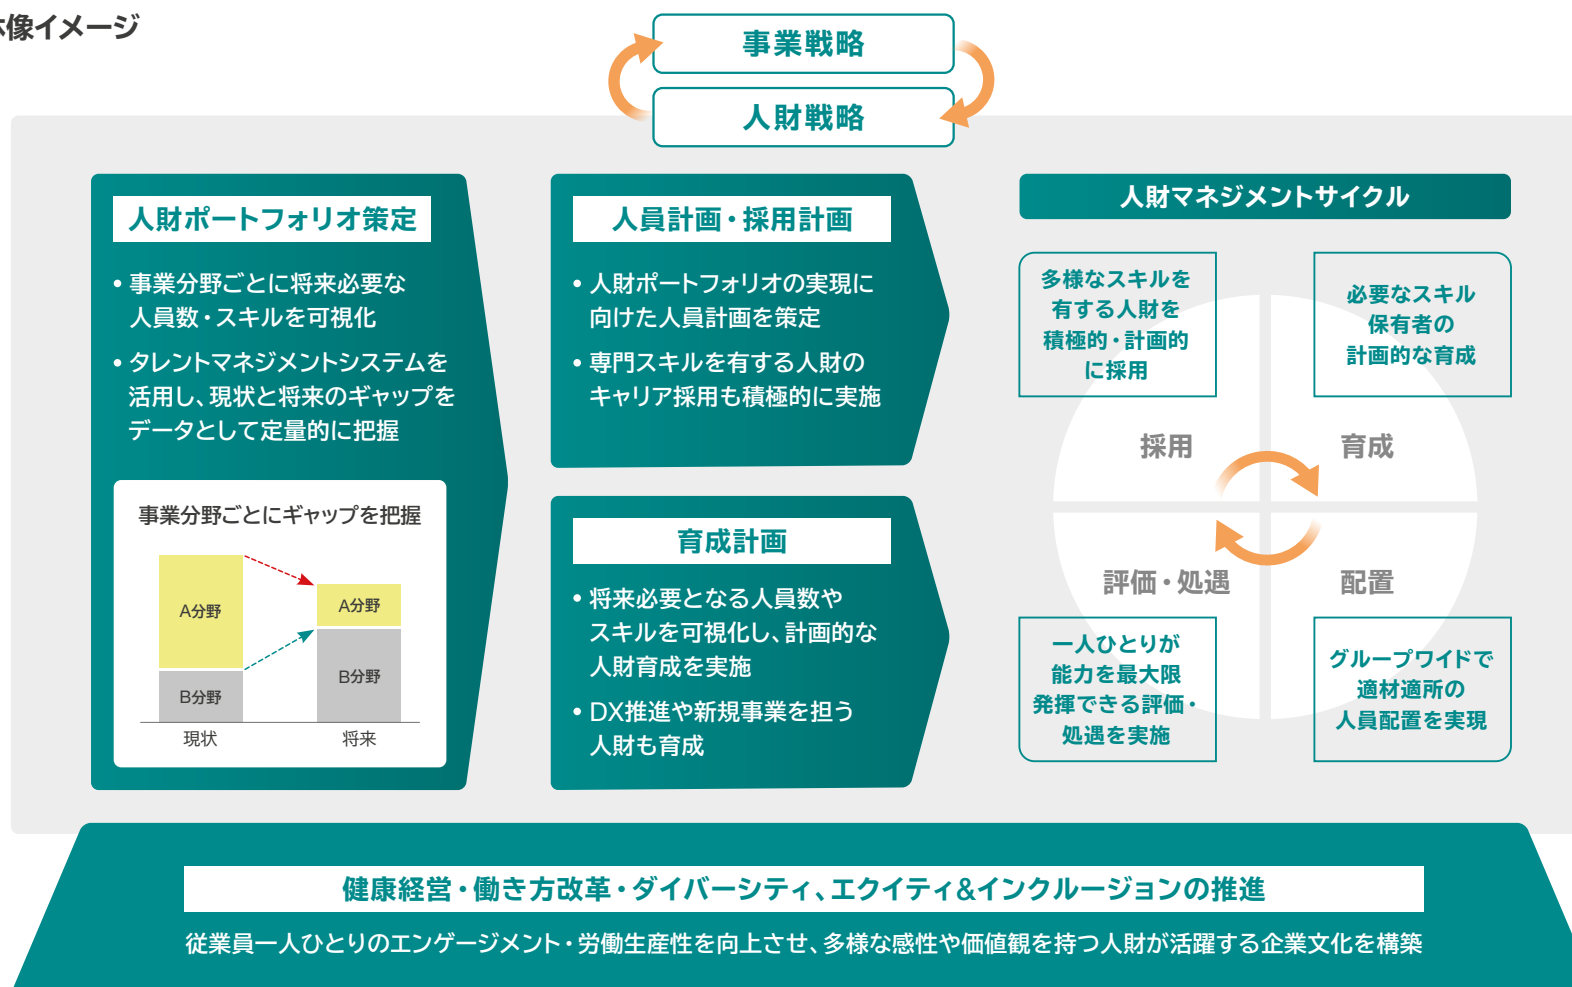 像イメージ
事業戦略
人財戦略
人財ポートフォリオ策定
• 事業分野ごとに将来必要な
人員数・スキルを可視化
• タレントマネジメントシステムを
活用し、現状と将来のギャップを
データとして定量的に把握
事業分野ごとにギャップを把握
A分野
B分野
A分野
B分野
現状
将来
人員計画・採用計画
• 人財ポートフォリオの実現に
向けた人員計画を策定
• 専門スキルを有する人財の
キャリア採用も積極的に実施
育成計画
• 将来必要となる人員数や
スキルを可視化し、計画的な
人財育成を実施
• DX推進や新規事業を担う
人財も育成
人財マネジメントサイクル
多様なスキルを
有する人財を
積極的・計画的
に採用
必要なスキル
保有者の
計画的な育成
採用
育成
評価・処遇
配置
一人ひとりが
能力を最大限
発揮できる評価・
処遇を実施
グループワイドで
適材適所の
人員配置を実現
健康経営・働き方改革・ダイバーシティ、エクイティ&インクルージョンの推進
従業員一人ひとりのエンゲージメント・労働生産性を向上させ、多様な感性や価値観を持つ人財が活躍する企業文化を構築